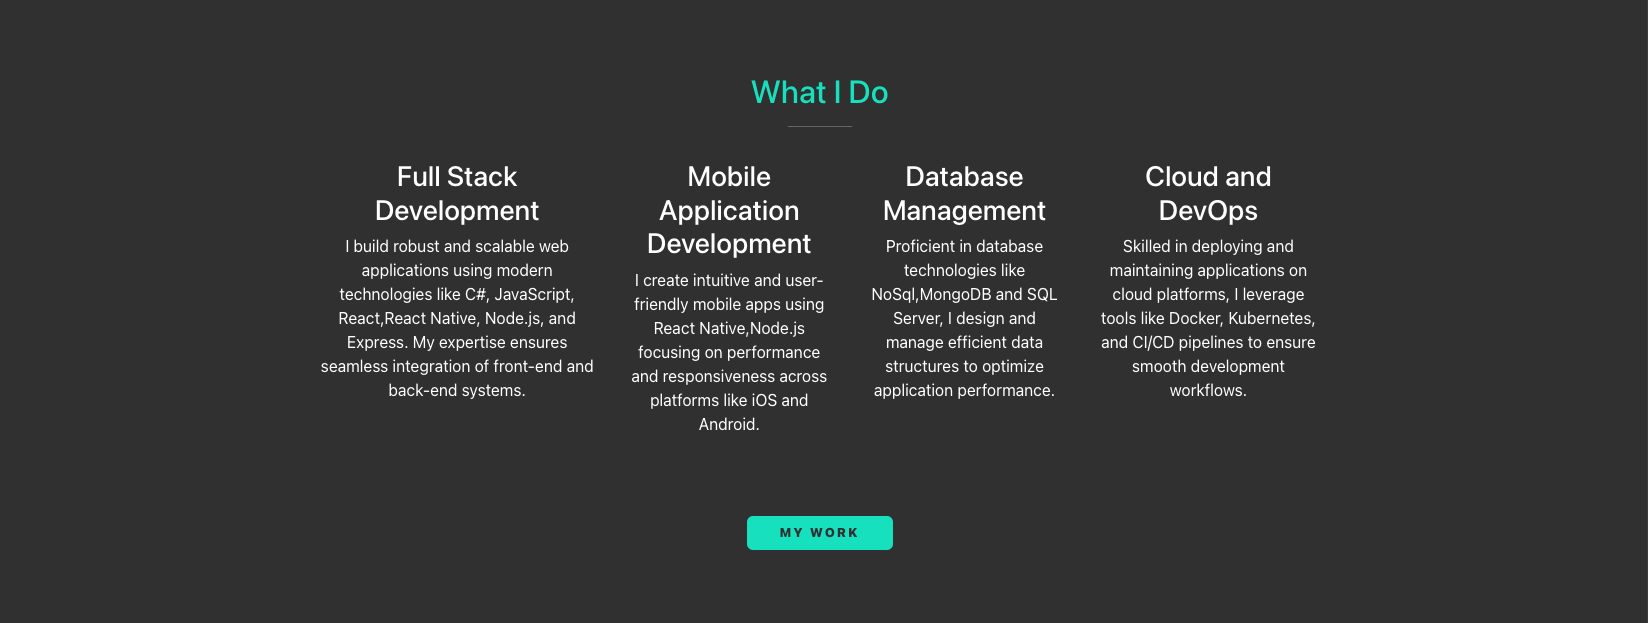 What I Do
Full Stack
Development
I build robust and scalable web
applications using modern
technologies like C#, JavaScript,
React,React Native, Node.js, and
Express. My expertise ensures
seamless integration of front-end and
back-end systems.
Mobile
Application
Development
I create intuitive and user-
friendly mobile apps using
React Native,Node.js
focusing on performance
and responsiveness across
platforms like iOS and
Android.
Database
Management
Proficient in database
technologies like
NoSql,MongoDB and SQL
Server, I design and
manage efficient data
structures to optimize
application performance.
Cloud and
DevOps
Skilled in deploying and
maintaining applications on
cloud platforms, I leverage
tools like Docker, Kubernetes,
and CI/CD pipelines to ensure
smooth development
workflows.
MY WORK